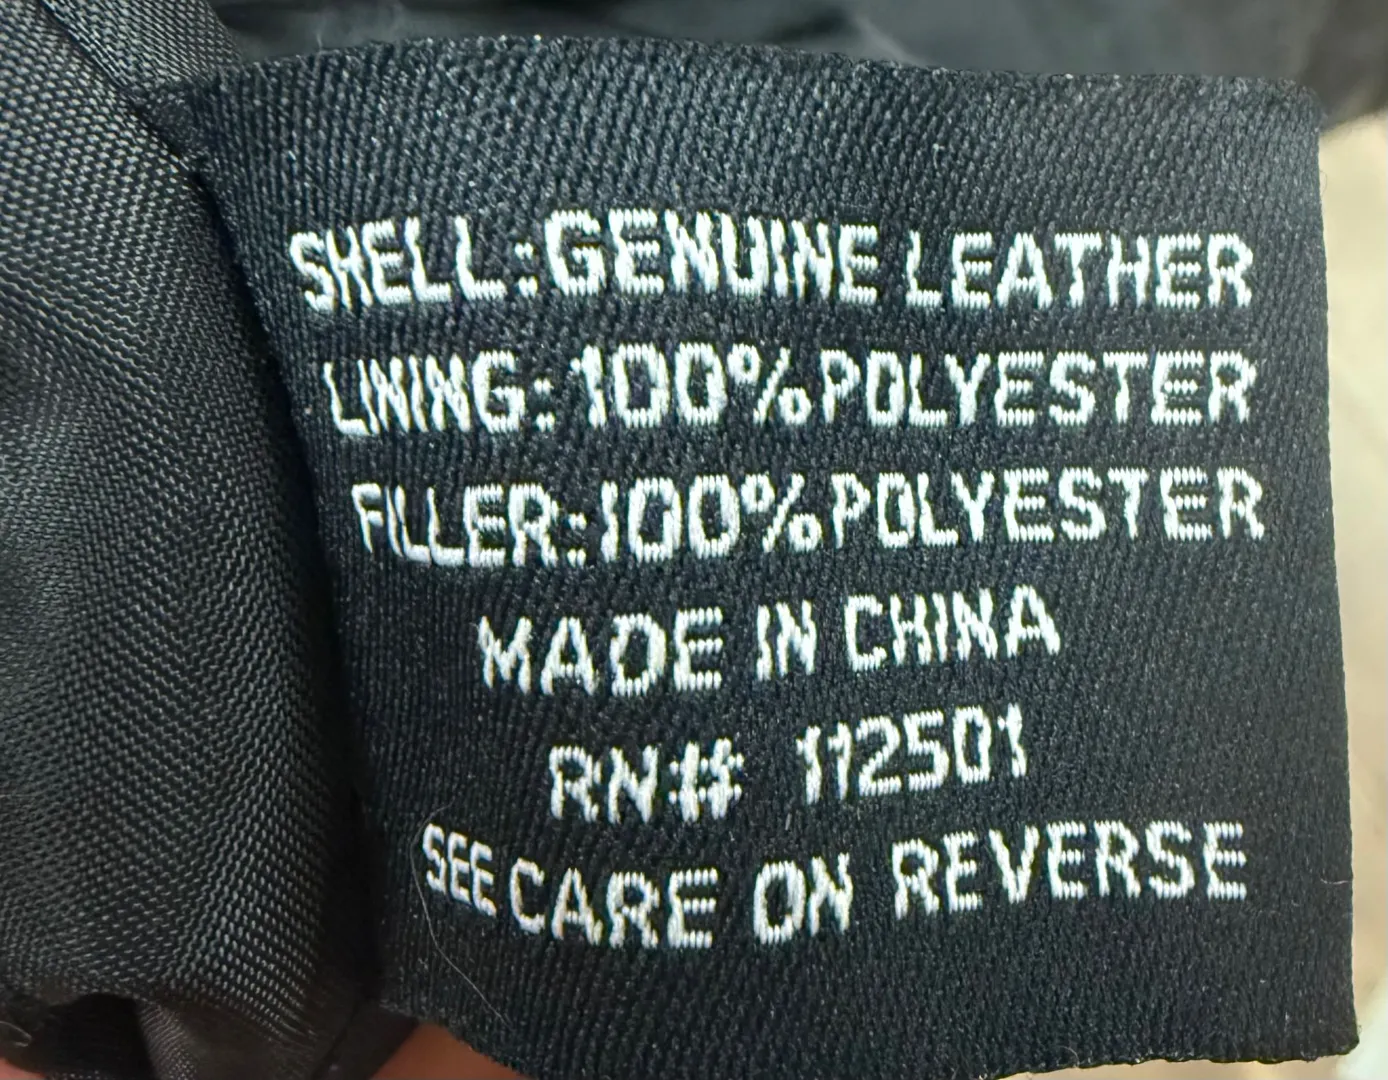 SHELL:GENUINE LEATHER
LINING:100%POLYESTER
FILLER:100%POLYESTER
MADE IN CHINA
RN# 112501
SEE CARE ON REVERSE